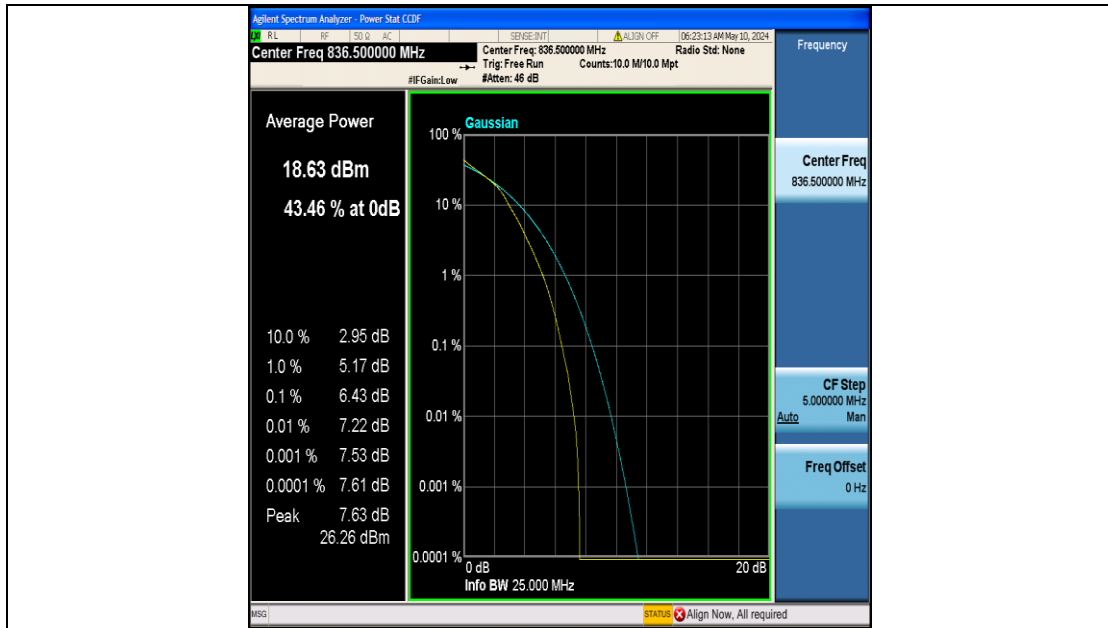 Agilent Spectrum Analyzer - Power Stat CCDF
RL RF 50 Ω AC SENSE:INT ALIGN OFF 06:23:13 AM May 10, 2024
Center Freq 836.500000 MHz
Center Freq: 836.500000 MHz Radio Std: None
Trig: Free Run Counts:10.0 M/10.0 Mpt
#IFGain:Low #Atten: 46 dB
Frequency
Average Power
18.63 dBm
43.46 % at 0dB
10.0 % 2.95 dB
1.0 % 5.17 dB
0.1 % 6.43 dB
0.01 % 7.22 dB
0.001 % 7.53 dB
0.0001 % 7.61 dB
Peak 7.63 dB
26.26 dBm
Gaussian
100 %
10 %
1 %
0.1 %
0.01 %
0.001 %
0.0001 %
0 dB 20 dB
Info BW 25.000 MHz
Center Freq
836.500000 MHz
CF Step
5.000000 MHz
Auto Man
Freq Offset
0 Hz
MSG STATUS Align Now, All required